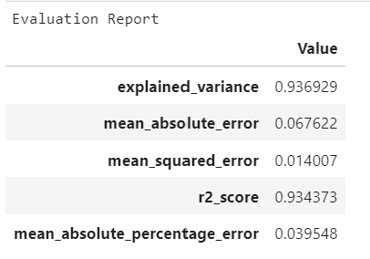 Evaluation Report
Value
explained_variance 0.936929
mean_absolute_error 0.067622
mean_squared_error 0.014007
r2_score 0.934373
mean_absolute_percentage_error 0.039548